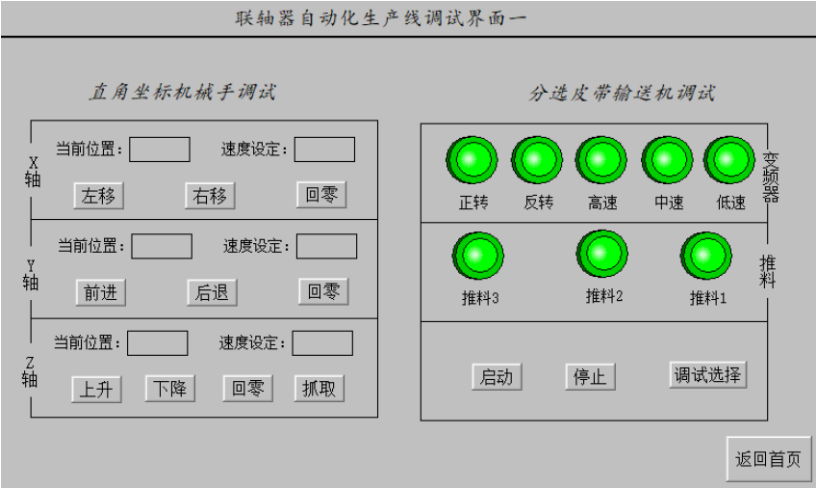 联轴器自动化生产线调试界面一
直角坐标机械手调试
X轴
当前位置： 速度设定：
左移 右移 回零
Y轴
当前位置： 速度设定：
前进 后退 回零
Z轴
当前位置： 速度设定：
上升 下降 回零 抓取
分选皮带输送机调试
变频器
正转 反转 高速 中速 低速
推料
推料3 推料2 推料1
启动 停止 调试选择
返回首页